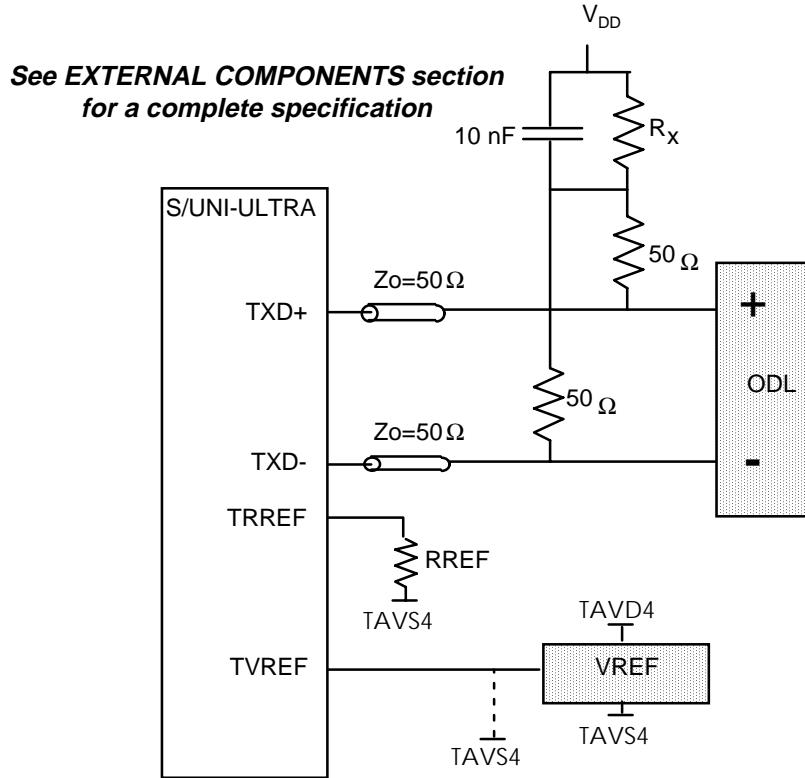 V_DD
See EXTERNAL COMPONENTS section
for a complete specification
10 nF
R_X
S/UNI-ULTRA
50 Ω
Zo=50 Ω
TXD+
+
ODL
50 Ω
Zo=50 Ω
TXD-
-
TRREF
RREF
TAVS4
TAVD4
TVREF
VREF
TAVS4
TAVS4